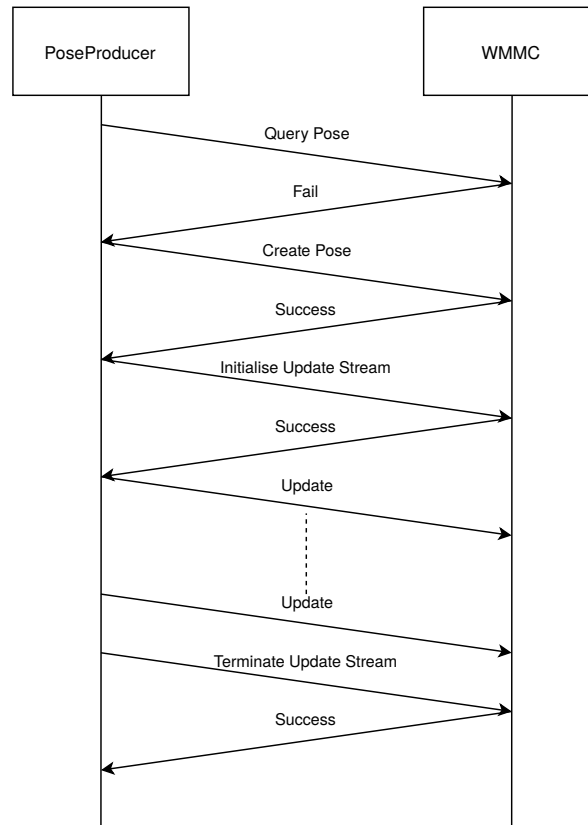 PoseProducer
WMMC
Query Pose
Fail
Create Pose
Success
Initialise Update Stream
Success
Update
Update
Terminate Update Stream
Success